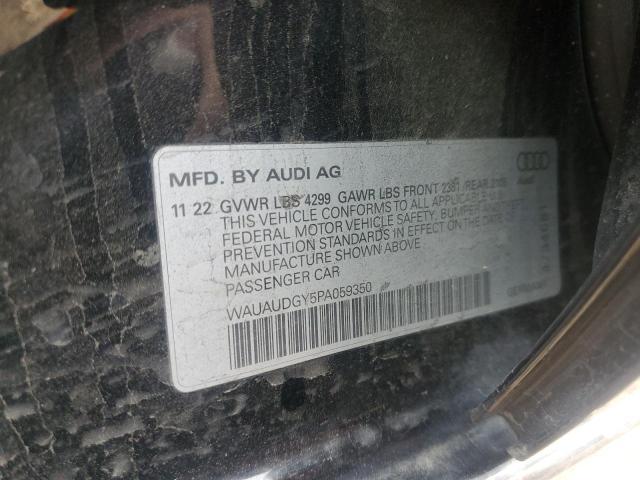 MFD. BY AUDI AG
11 22 GVWR LBS 4299 GAWR LBS FRONT 2381 /REAR
THIS VEHICLE CONFORMS TO ALL APPLICABLE U.S.
FEDERAL MOTOR VEHICLE SAFETY, BUMPER, AND THEFT
PREVENTION STANDARDS IN EFFECT ON THE DATE OF
MANUFACTURE SHOWN ABOVE
PASSENGER CAR
WAUAUDGY5PA059350
GERMANY
Audi